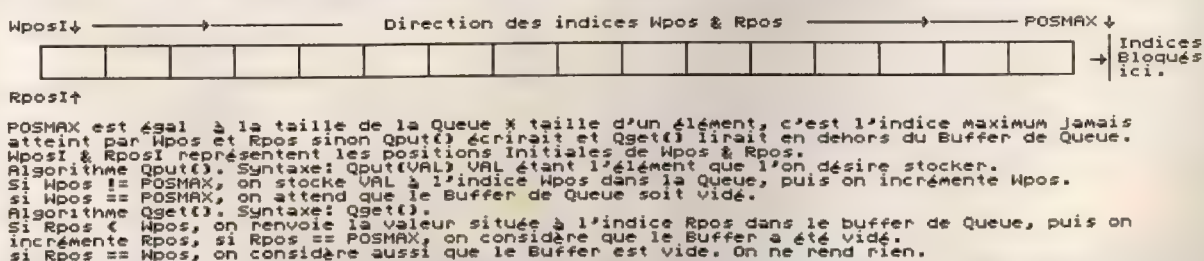 WposI↓ Direction des indices Wpos & Rpos POSMAX ↓
Indices
Bloqués
ici.
RposI↑
POSMAX est égal à la taille de la Queue * taille d'un élément, c'est l'indice maximum jamais
atteint par Wpos et Rpos sinon Qput() écrirait et Qget() lirait en dehors du Buffer de Queue.
WposI & RposI représentent les positions Initiales de Wpos & Rpos.
Algorithme Qput(). Syntaxe: Qput(VAL) VAL étant l'élément que l'on désire stocker.
Si Wpos != POSMAX, on stocke VAL à l'indice Wpos dans la Queue, puis on incrémente Wpos.
si Wpos == POSMAX, on attend que le Buffer de Queue soit vidé.
Algorithme Qget(). Syntaxe: Qget().
Si Rpos < Wpos, on renvoie la valeur située à l'indice Rpos dans le buffer de Queue, puis on
incrémente Rpos, si Rpos == POSMAX, on considère que le Buffer a été vidé.
si Rpos == Wpos, on considère aussi que le Buffer est vide. On ne rend rien.